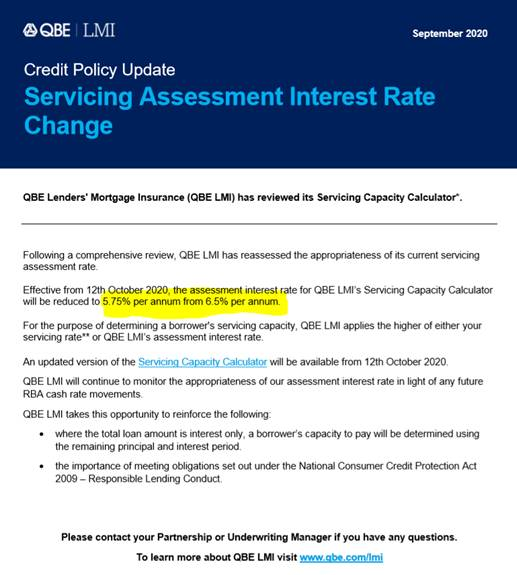 QBE LMI
September 2020
Credit Policy Update
Servicing Assessment Interest Rate
Change
QBE Lenders' Mortgage Insurance (QBE LMI) has reviewed its Servicing Capacity Calculator*.
Following a comprehensive review, QBE LMI has reassessed the appropriateness of its current servicing
assessment rate.
Effective from 12th October 2020, the assessment interest rate for QBE LMI's Servicing Capacity Calculator
will be reduced to 5.75% per annum from 6.5% per annum.
For the purpose of determining a borrower's servicing capacity, QBE LMI applies the higher of either your
servicing rate** or QBE LMI's assessment interest rate.
An updated version of the Servicing Capacity Calculator will be available from 12th October 2020.
QBE LMI will continue to monitor the appropriateness of our assessment interest rate in light of any future
RBA cash rate movements.
QBE LMI takes this opportunity to reinforce the following:
• where the total loan amount is interest only, a borrower's capacity to pay will be determined using
the remaining principal and interest period.
• the importance of meeting obligations set out under the National Consumer Credit Protection Act
2009 – Responsible Lending Conduct.
Please contact your Partnership or Underwriting Manager if you have any questions.
To learn more about QBE LMI visit www.qbe.com/lmi